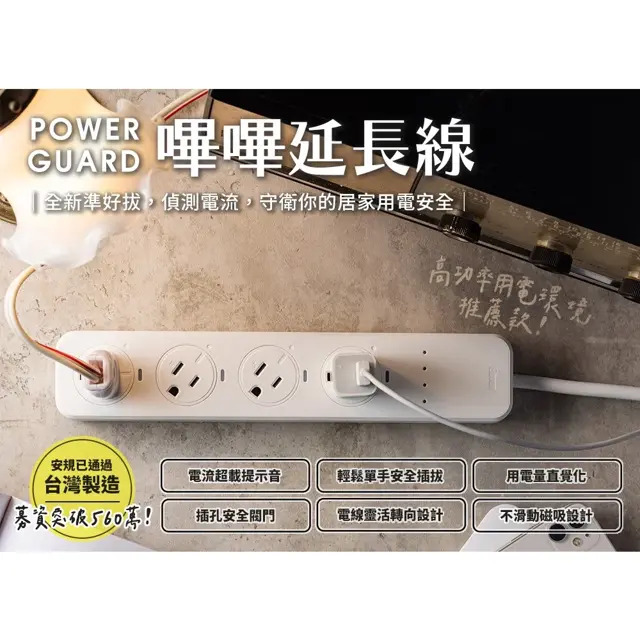 POWER
GUARD
嗶嗶延長線
全新準好拔，偵測電流，守衛你的居家用電安全
高功率用電環境
推薦款！
安規已通過
台灣製造
募資突破560萬！
電流超載提示音
輕鬆單手安全插拔
用電量直覺化
插孔安全閘門
電線靈活轉向設計
不滑動磁吸設計